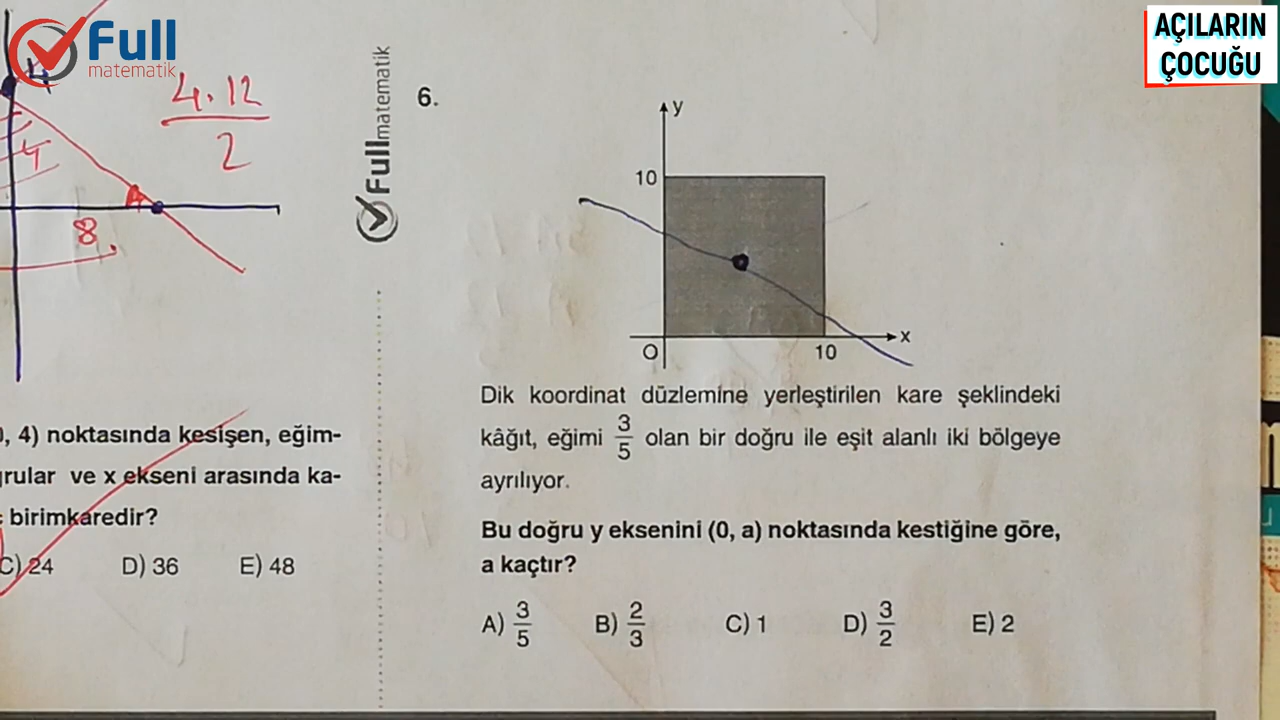 Full
matematik
AÇILARIN
ÇOCUĞU
4
4.12
2
4
A
8
0, 4) noktasında kesişen, eğim-
ğrular ve x ekseni arasında ka-
ç birimkaredir?
C) 24 D) 36 E) 48
Fullmatematik
6.
y
10
O
10
x
Dik koordinat düzlemine yerleştirilen kare şeklindeki
kâğıt, eğimi 3/5 olan bir doğru ile eşit alanlı iki bölgeye
ayrılıyor.
Bu doğru y eksenini (0, a) noktasında kestiğine göre,
a kaçtır?
A) 3/5 B) 2/3 C) 1 D) 3/2 E) 2